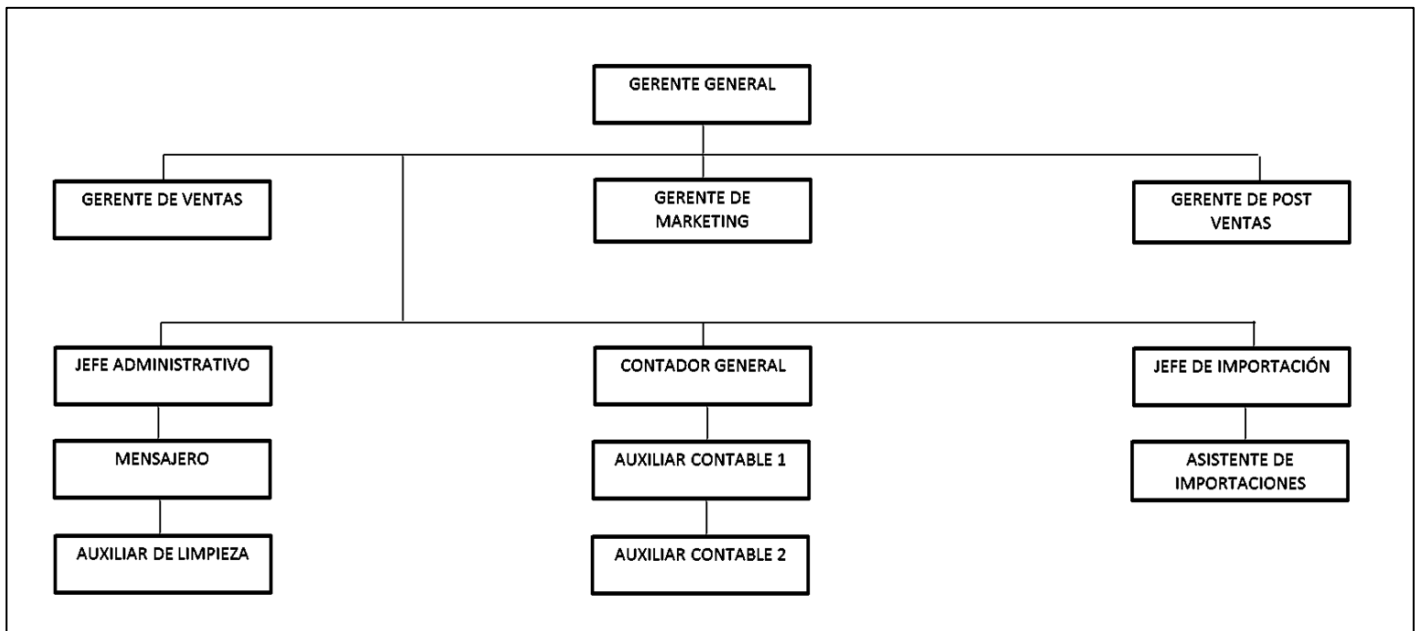 GERENTE GENERAL
GERENTE DE VENTAS
GERENTE DE
MARKETING
GERENTE DE POST
VENTAS
JEFE ADMINISTRATIVO
CONTADOR GENERAL
JEFE DE IMPORTACIÓN
MENSAJERO
AUXILIAR CONTABLE 1
ASISTENTE DE
IMPORTACIONES
AUXILIAR DE LIMPIEZA
AUXILIAR CONTABLE 2